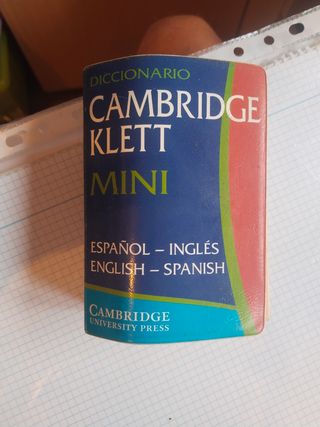 DICCIONARIO
CAMBRIDGE
KLETT
MINI
ESPAÑOL – INGLÉS
ENGLISH – SPANISH
CAMBRIDGE
UNIVERSITY PRESS